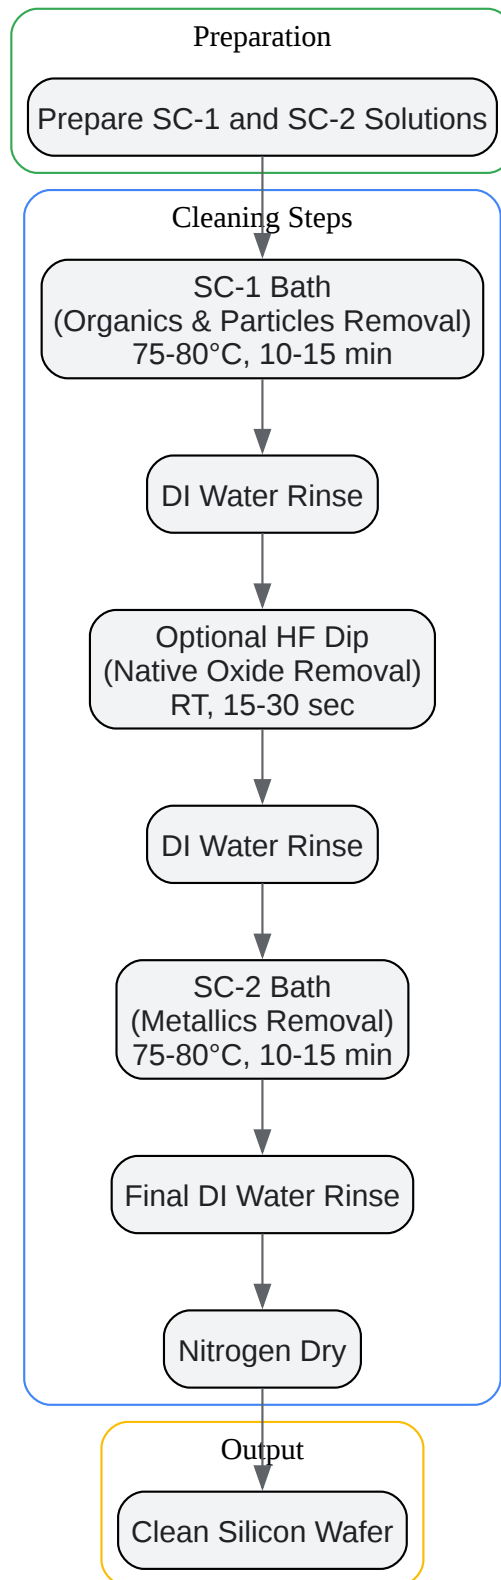 Preparation
Prepare SC-1 and SC-2 Solutions
Cleaning Steps
SC-1 Bath
(Organics & Particles Removal)
75-80°C, 10-15 min
DI Water Rinse
Optional HF Dip
(Native Oxide Removal)
RT, 15-30 sec
DI Water Rinse
SC-2 Bath
(Metallics Removal)
75-80°C, 10-15 min
Final DI Water Rinse
Nitrogen Dry
Output
Clean Silicon Wafer